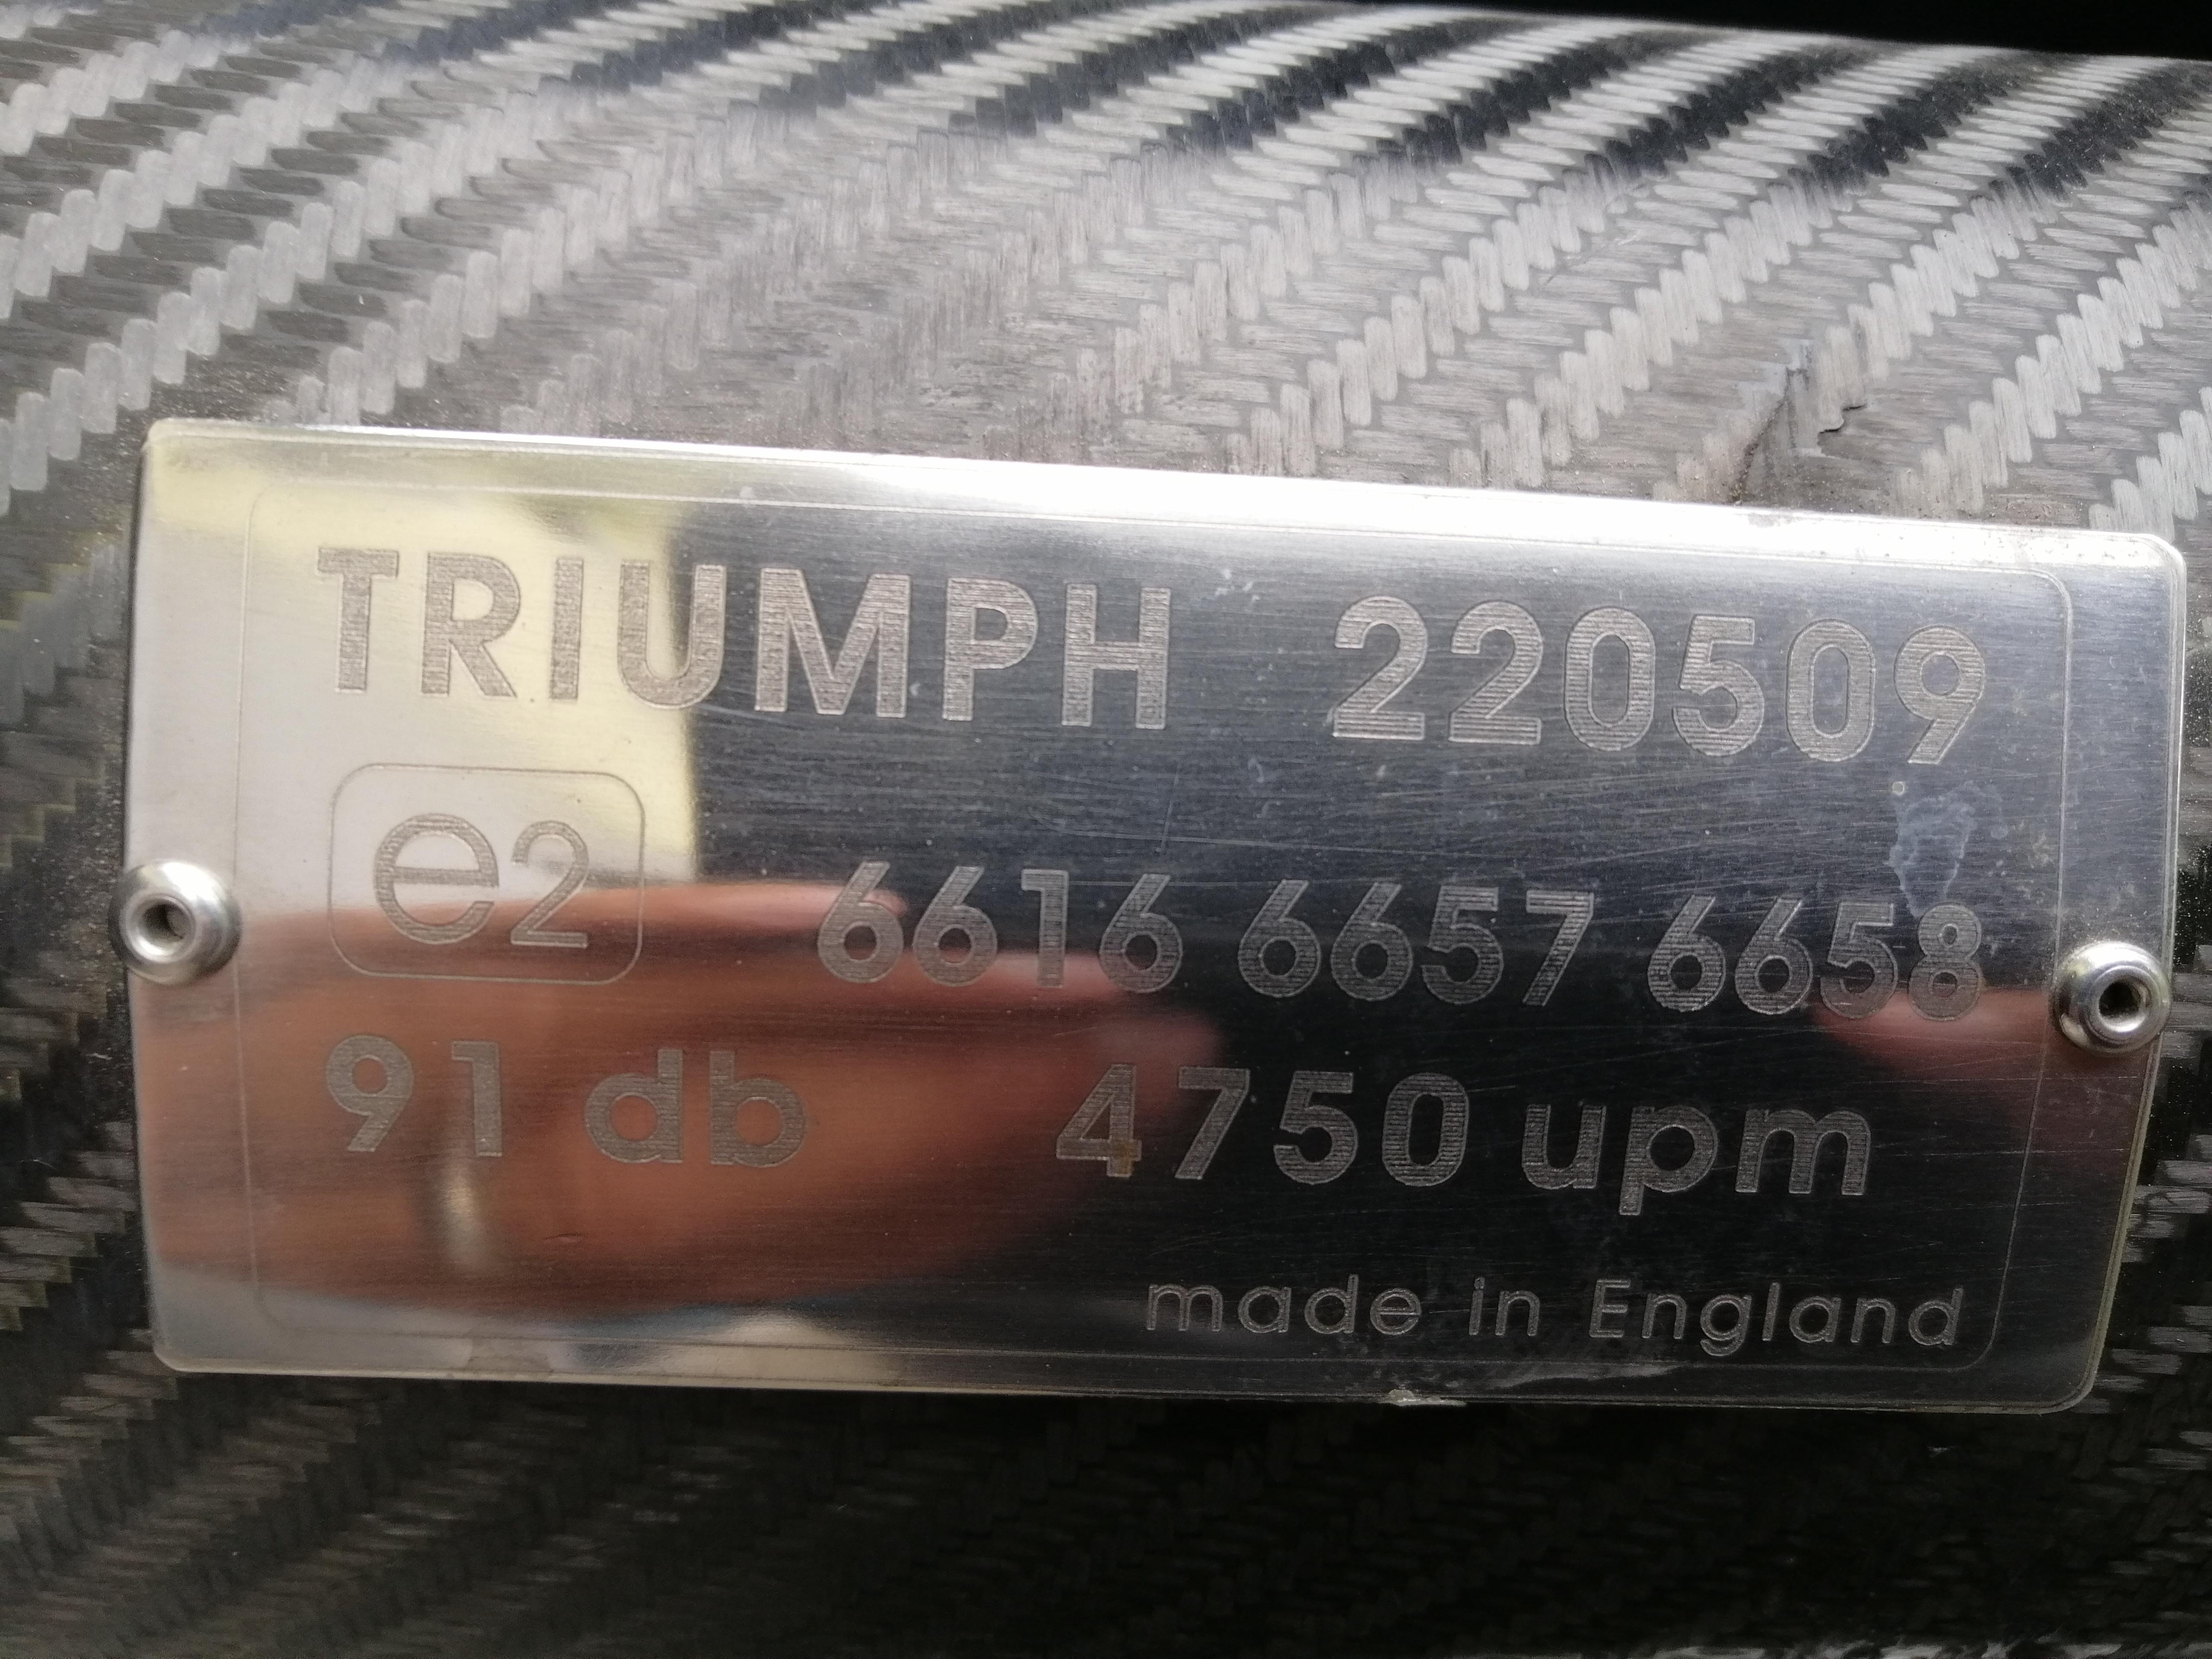 TRIUMPH 220509
e2 6616 6657 6658
91 db 4750 upm
made in England